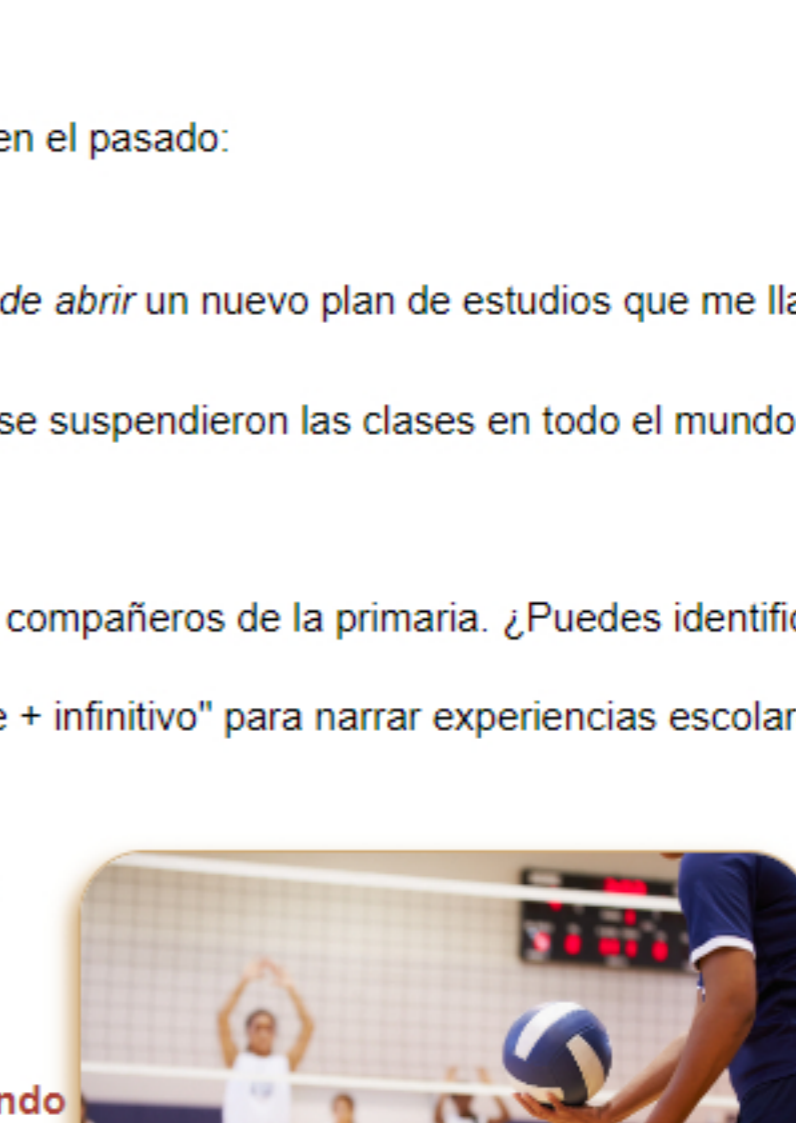 en el pasado:
de abrir un nuevo plan de estudios que me lla
se suspendieron las clases en todo el mundo
compañeros de la primaria. ¿Puedes identific
e + infinitivo" para narrar experiencias escolar
ndo